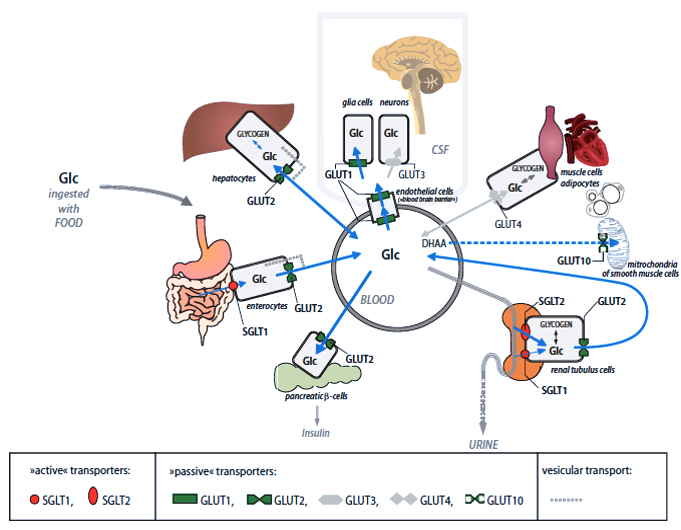 glia cells
neurons
Glc
Glc
CSF
GLUT1
GLUT3
endothelial cells
(»blood brain barrier«)
GLYCOGEN
Glc
hepatocytes
GLUT2
Glc
ingested
with
FOOD
GLYCOGEN
Glc
muscle cells
adipocytes
GLUT4
DHAA
GLUT10
mitrochondria
of smooth muscle cells
Glc
BLOOD
Glc
enterocytes
GLUT2
SGLT1
SGLT2
GLUT2
GLYCOGEN
Glc
renal tubulus cells
SGLT1
Glc
GLUT2
pancreatic β-cells
Insulin
URINE
»active« transporters:
SGLT1, SGLT2
»passive« transporters:
GLUT1, GLUT2, GLUT3, GLUT4, GLUT10
vesicular transport: